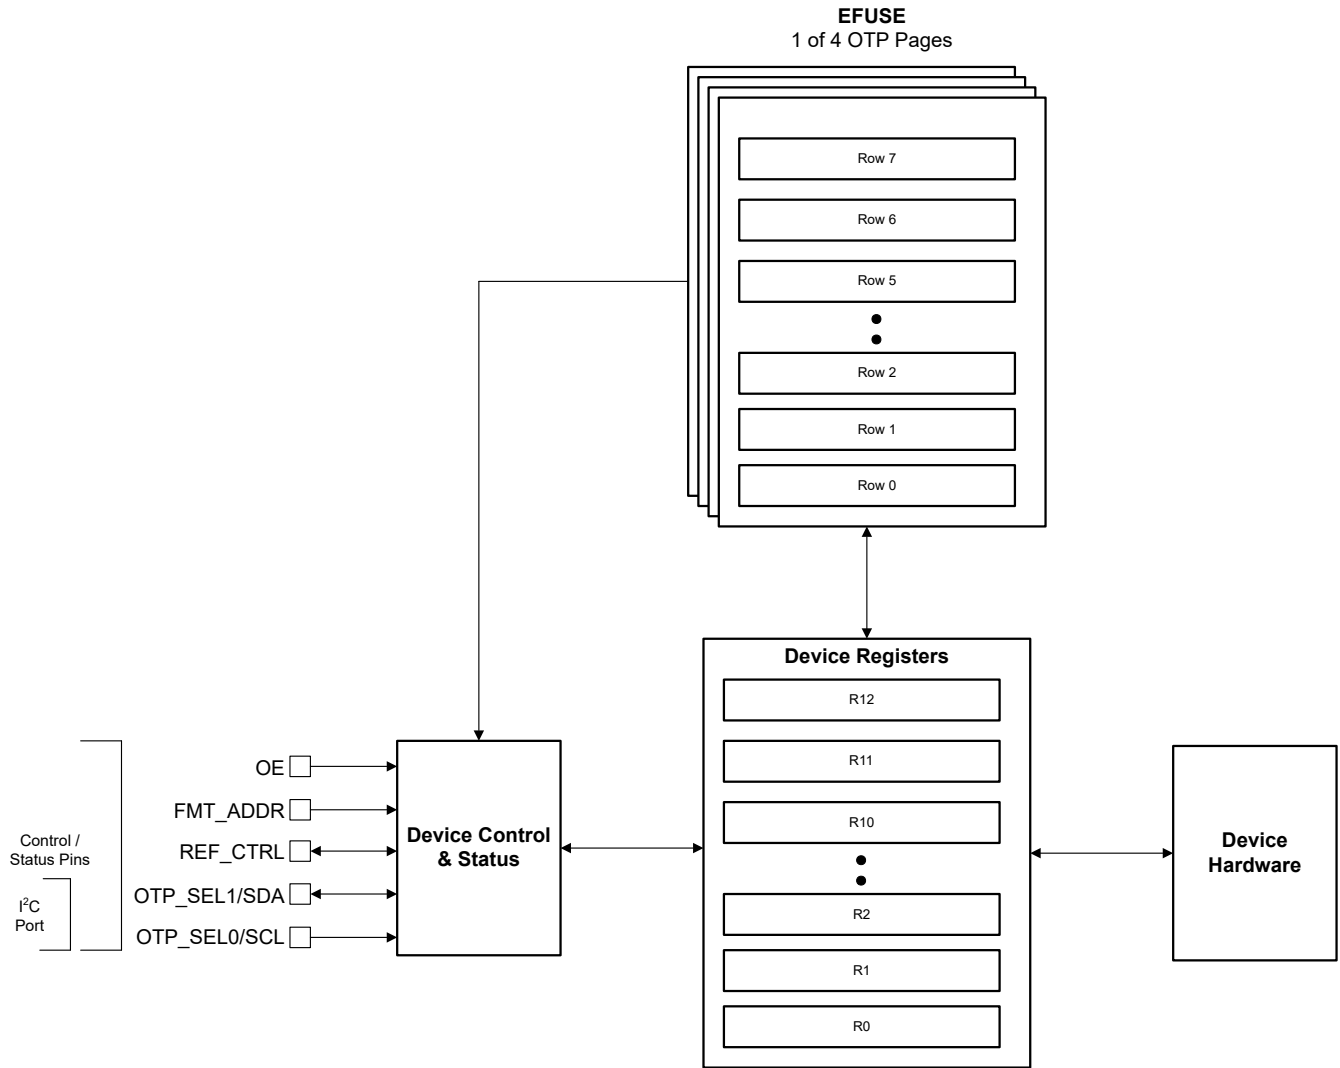 EFUSE
1 of 4 OTP Pages
Row 7
Row 6
Row 5
Row 2
Row 1
Row 0
Device Registers
R12
R11
R10
R2
R1
R0
Control /
Status Pins
I²C
Port
OE
FMT_ADDR
REF_CTRL
OTP_SEL1/SDA
OTP_SEL0/SCL
Device Control
& Status
Device
Hardware